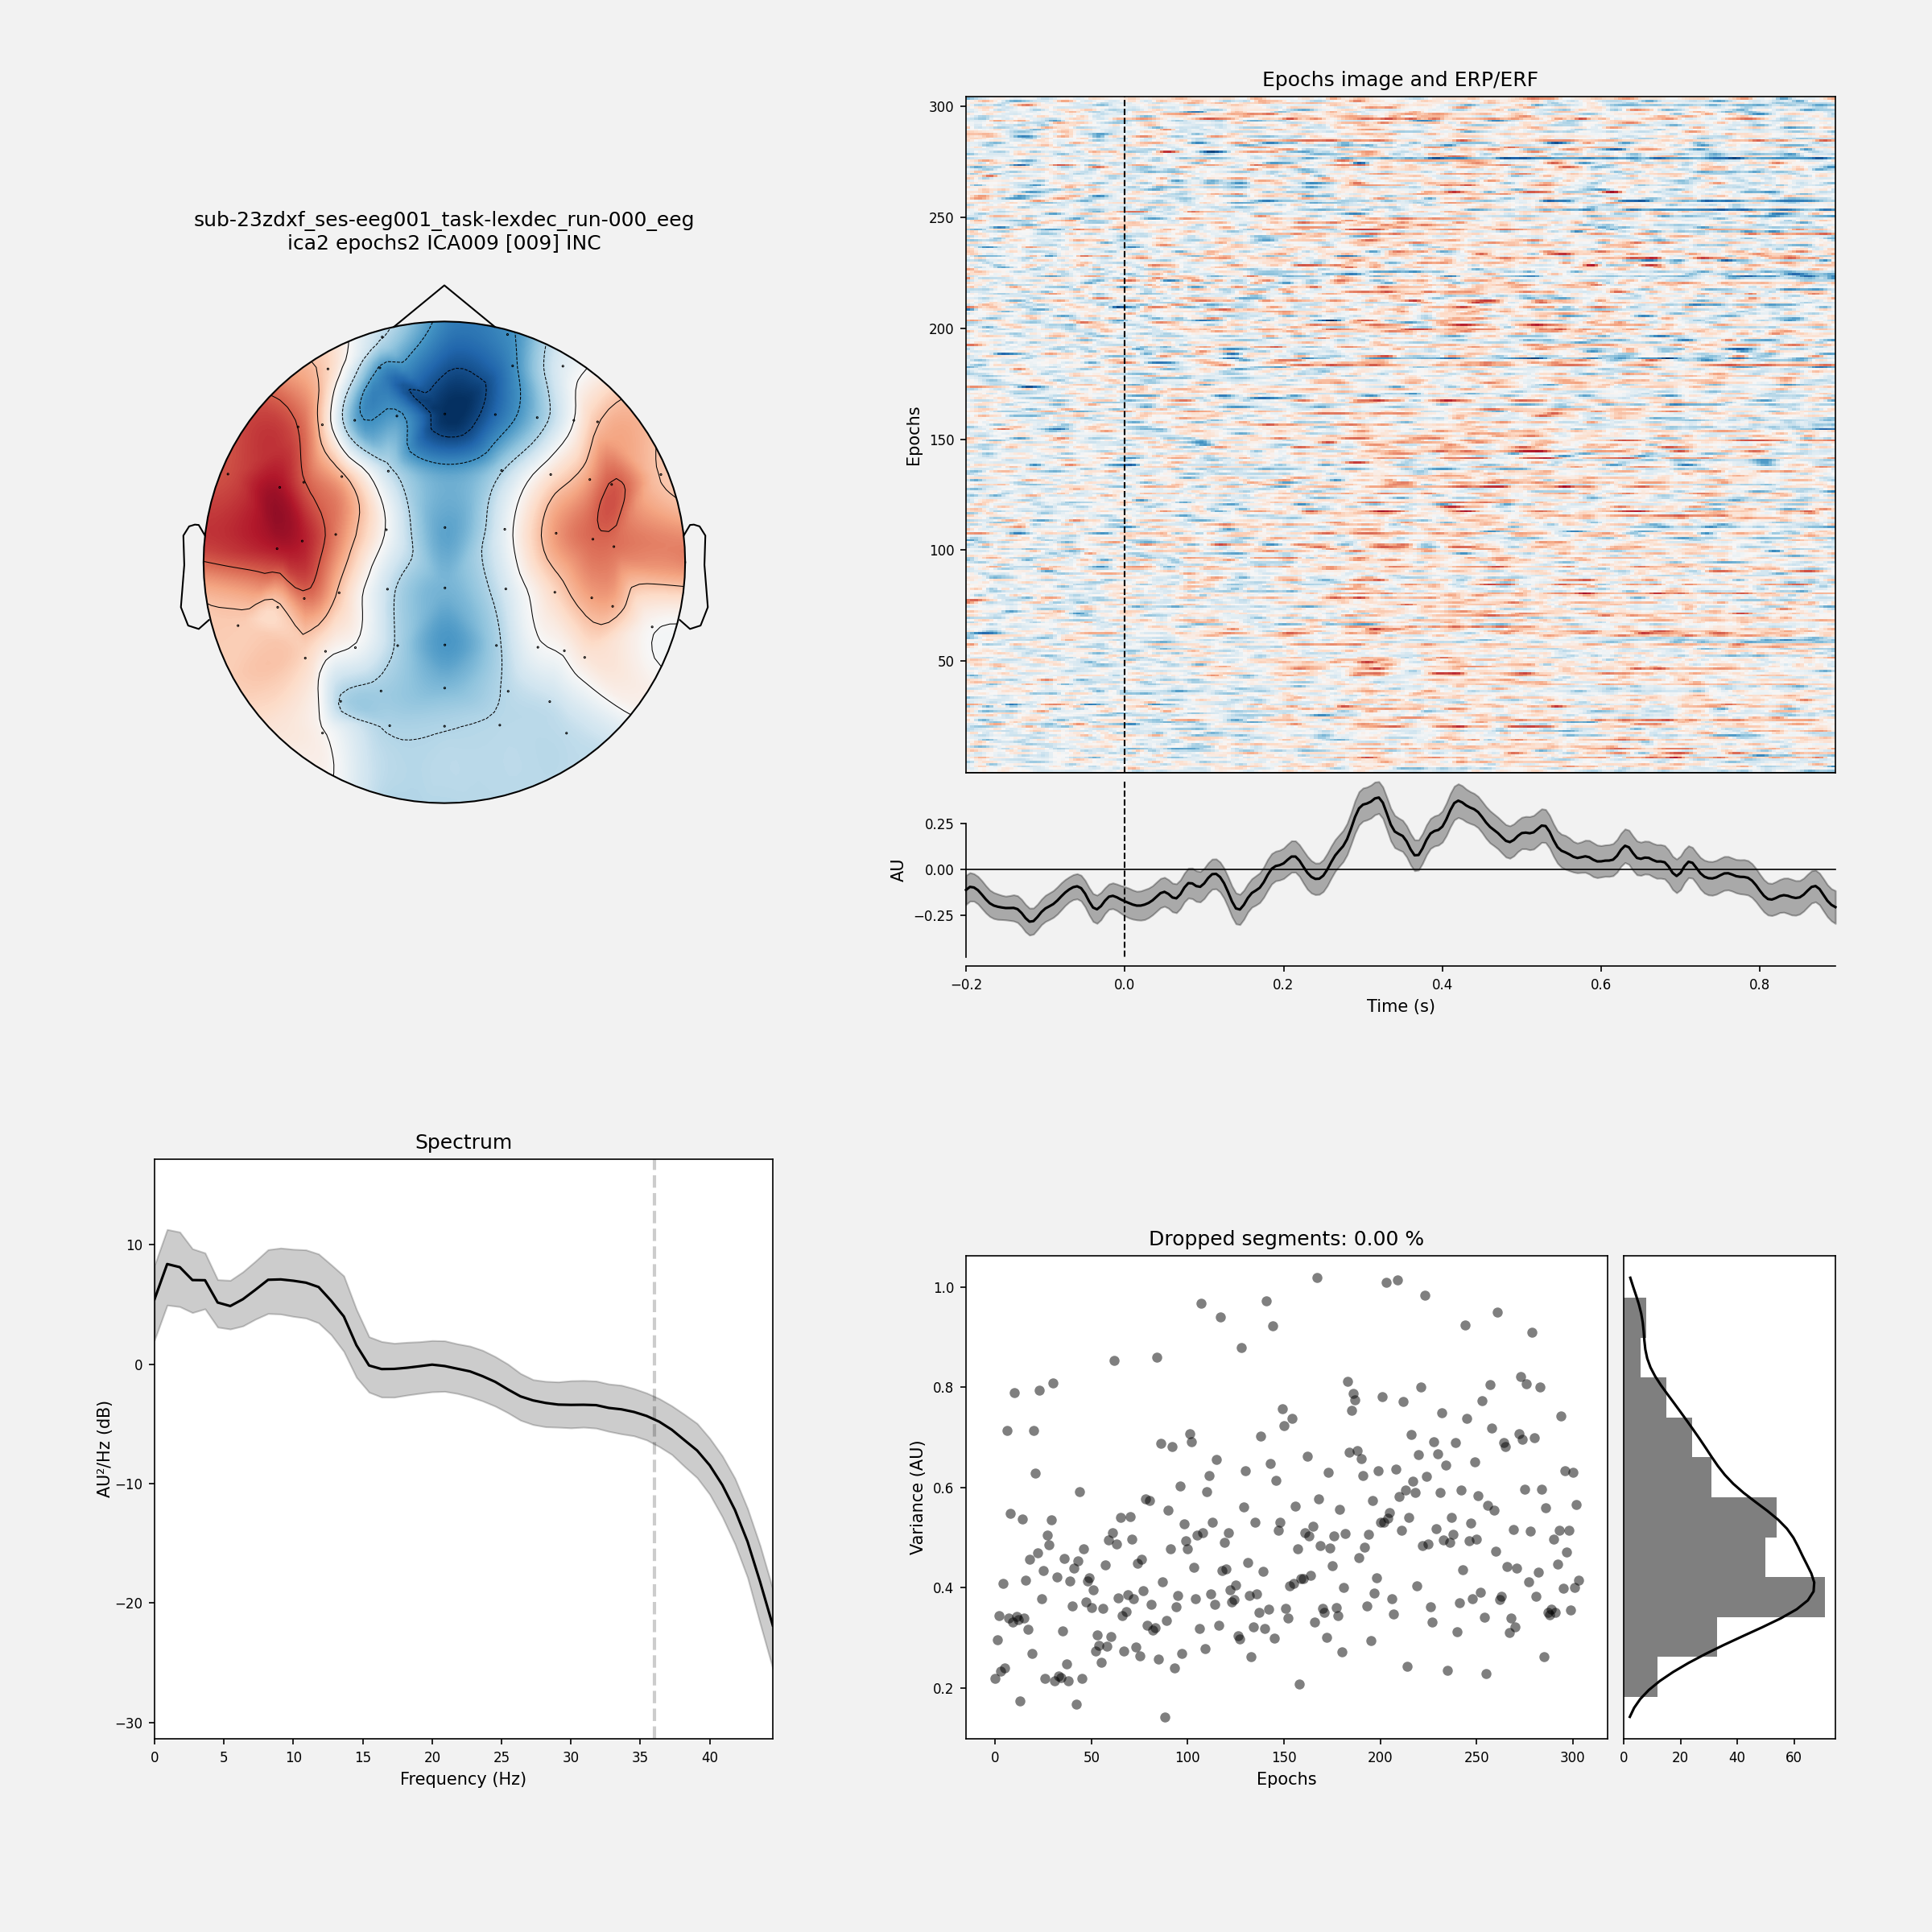 sub-23zdxf_ses-eeg001_task-lexdec_run-000_eeg
ica2 epochs2 ICA009 [009] INC
Epochs image and ERP/ERF
Epochs
300
250
200
150
100
50
AU
0.25
0.00
−0.25
−0.2 0.0 0.2 0.4 0.6 0.8
Time (s)
Spectrum
AU²/Hz (dB)
10
0
−10
−20
−30
0 5 10 15 20 25 30 35 40
Frequency (Hz)
Dropped segments: 0.00 %
Variance (AU)
1.0
0.8
0.6
0.4
0.2
0 50 100 150 200 250 300
Epochs
0 20 40 60